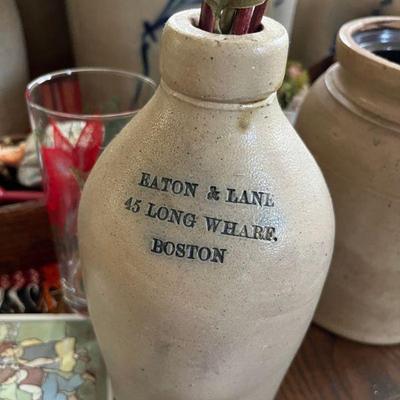 EATON & LANE
45 LONG WHARF.
BOSTON